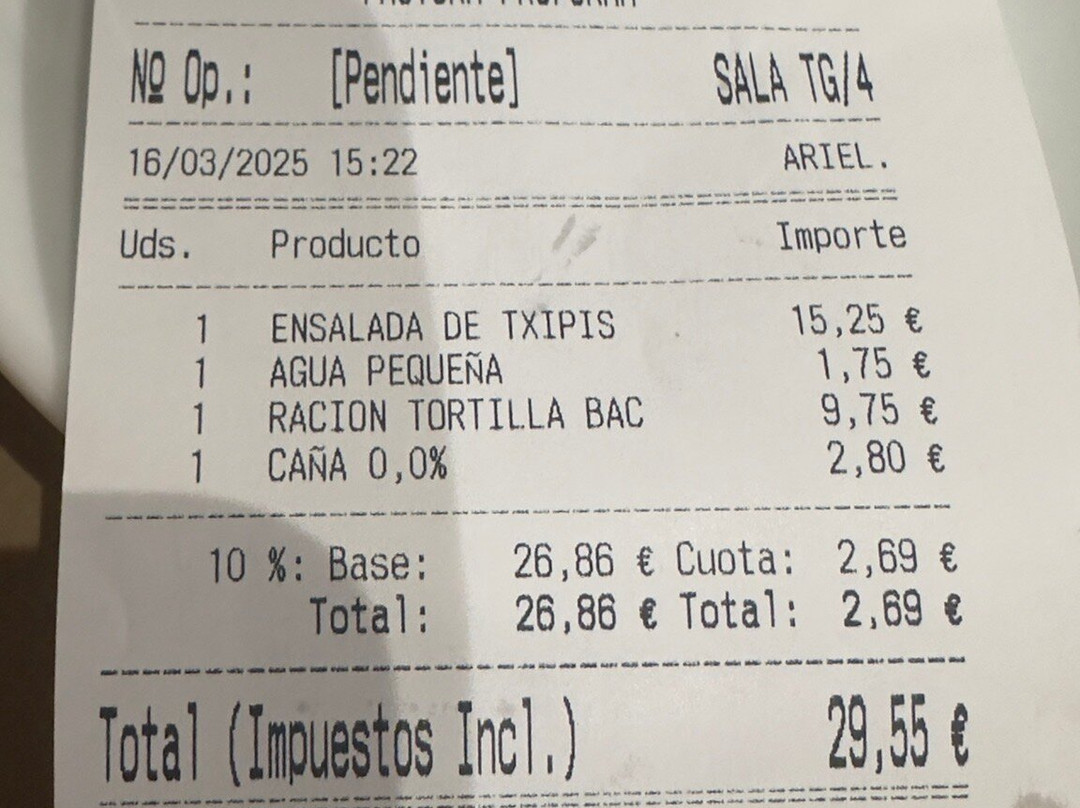 Nº Op.: [Pendiente] SALA TG/4
16/03/2025 15:22 ARIEL.
Uds. Producto Importe
1 ENSALADA DE TXIPIS 15,25 €
1 AGUA PEQUEÑA 1,75 €
1 RACION TORTILLA BAC 9,75 €
1 CAÑA 0,0% 2,80 €
10 %: Base: 26,86 € Cuota: 2,69 €
Total: 26,86 € Total: 2,69 €
Total (Impuestos Incl.) 29,55 €